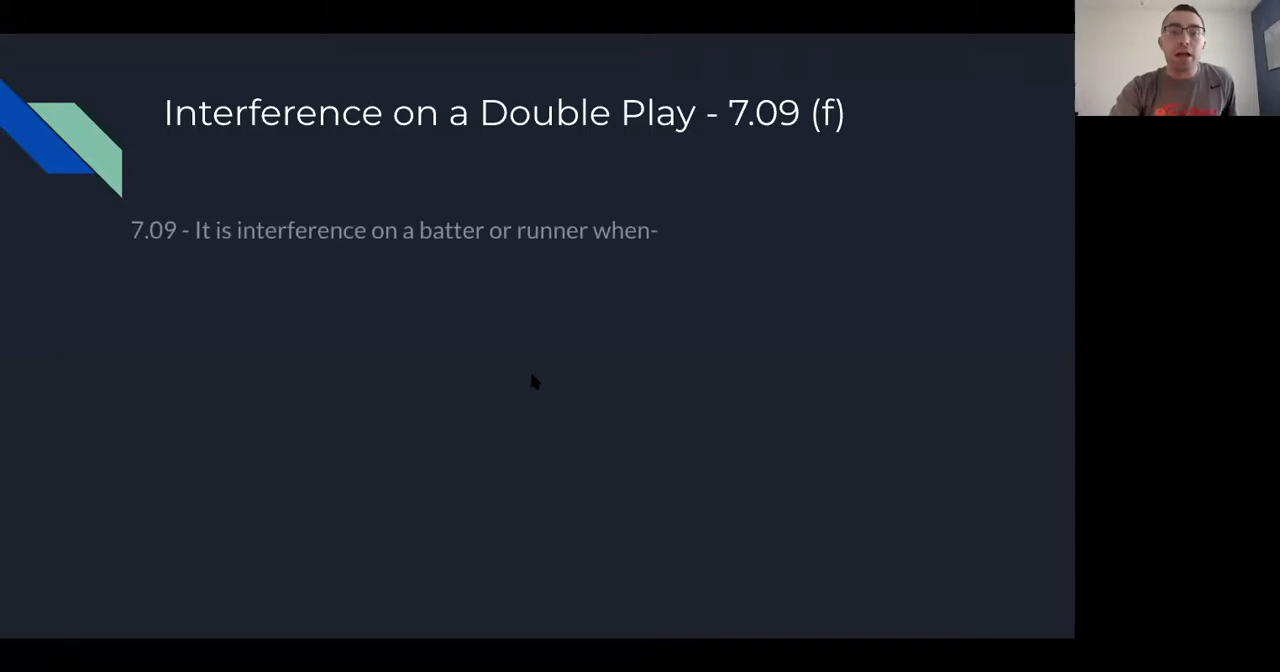 Interference on a Double Play - 7.09 (f)
7.09 - It is interference on a batter or runner when-